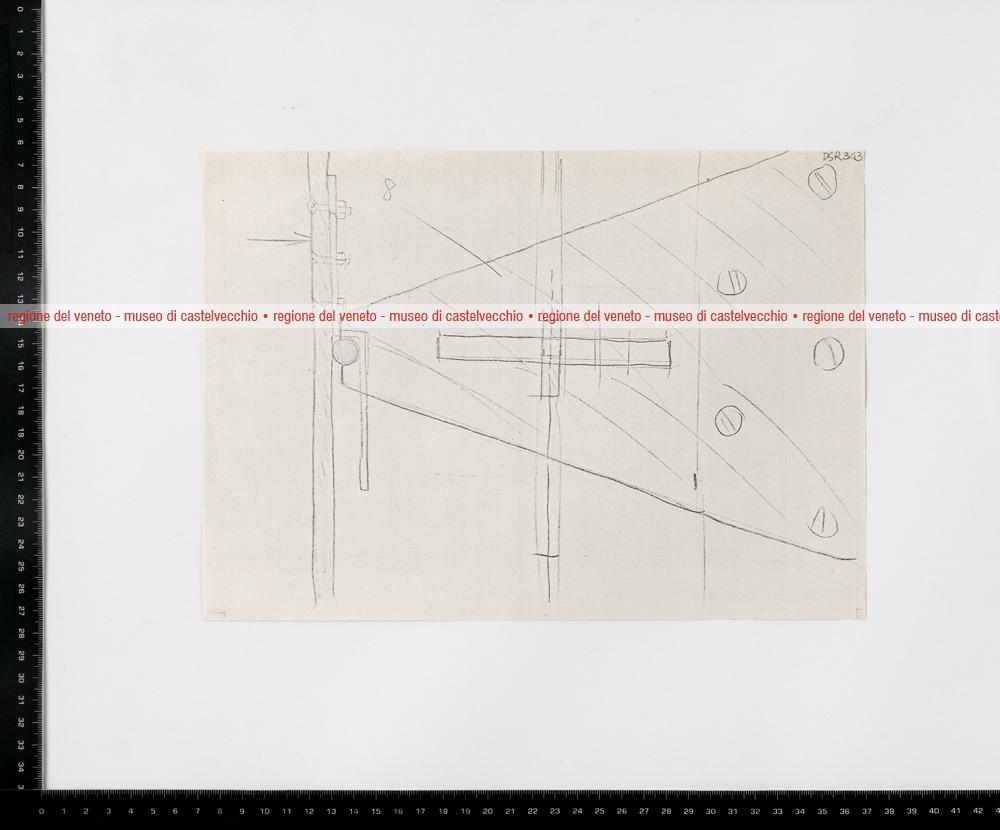 DSR 343
8
regione del veneto - museo di castelvecchio • regione del veneto - museo di castelvecchio • regione del veneto - museo di castelvecchio • regione del veneto - museo di cast
0 1 2 3 4 5 6 7 8 9 10 11 12 13 14 15 16 17 18 19 20 21 22 23 24 25 26 27 28 29 30 31 32 33 34 3
0 1 2 3 4 5 6 7 8 9 10 11 12 13 14 15 16 17 18 19 20 21 22 23 24 25 26 27 28 29 30 31 32 33 34 35 36 37 38 39 40 41 42 4